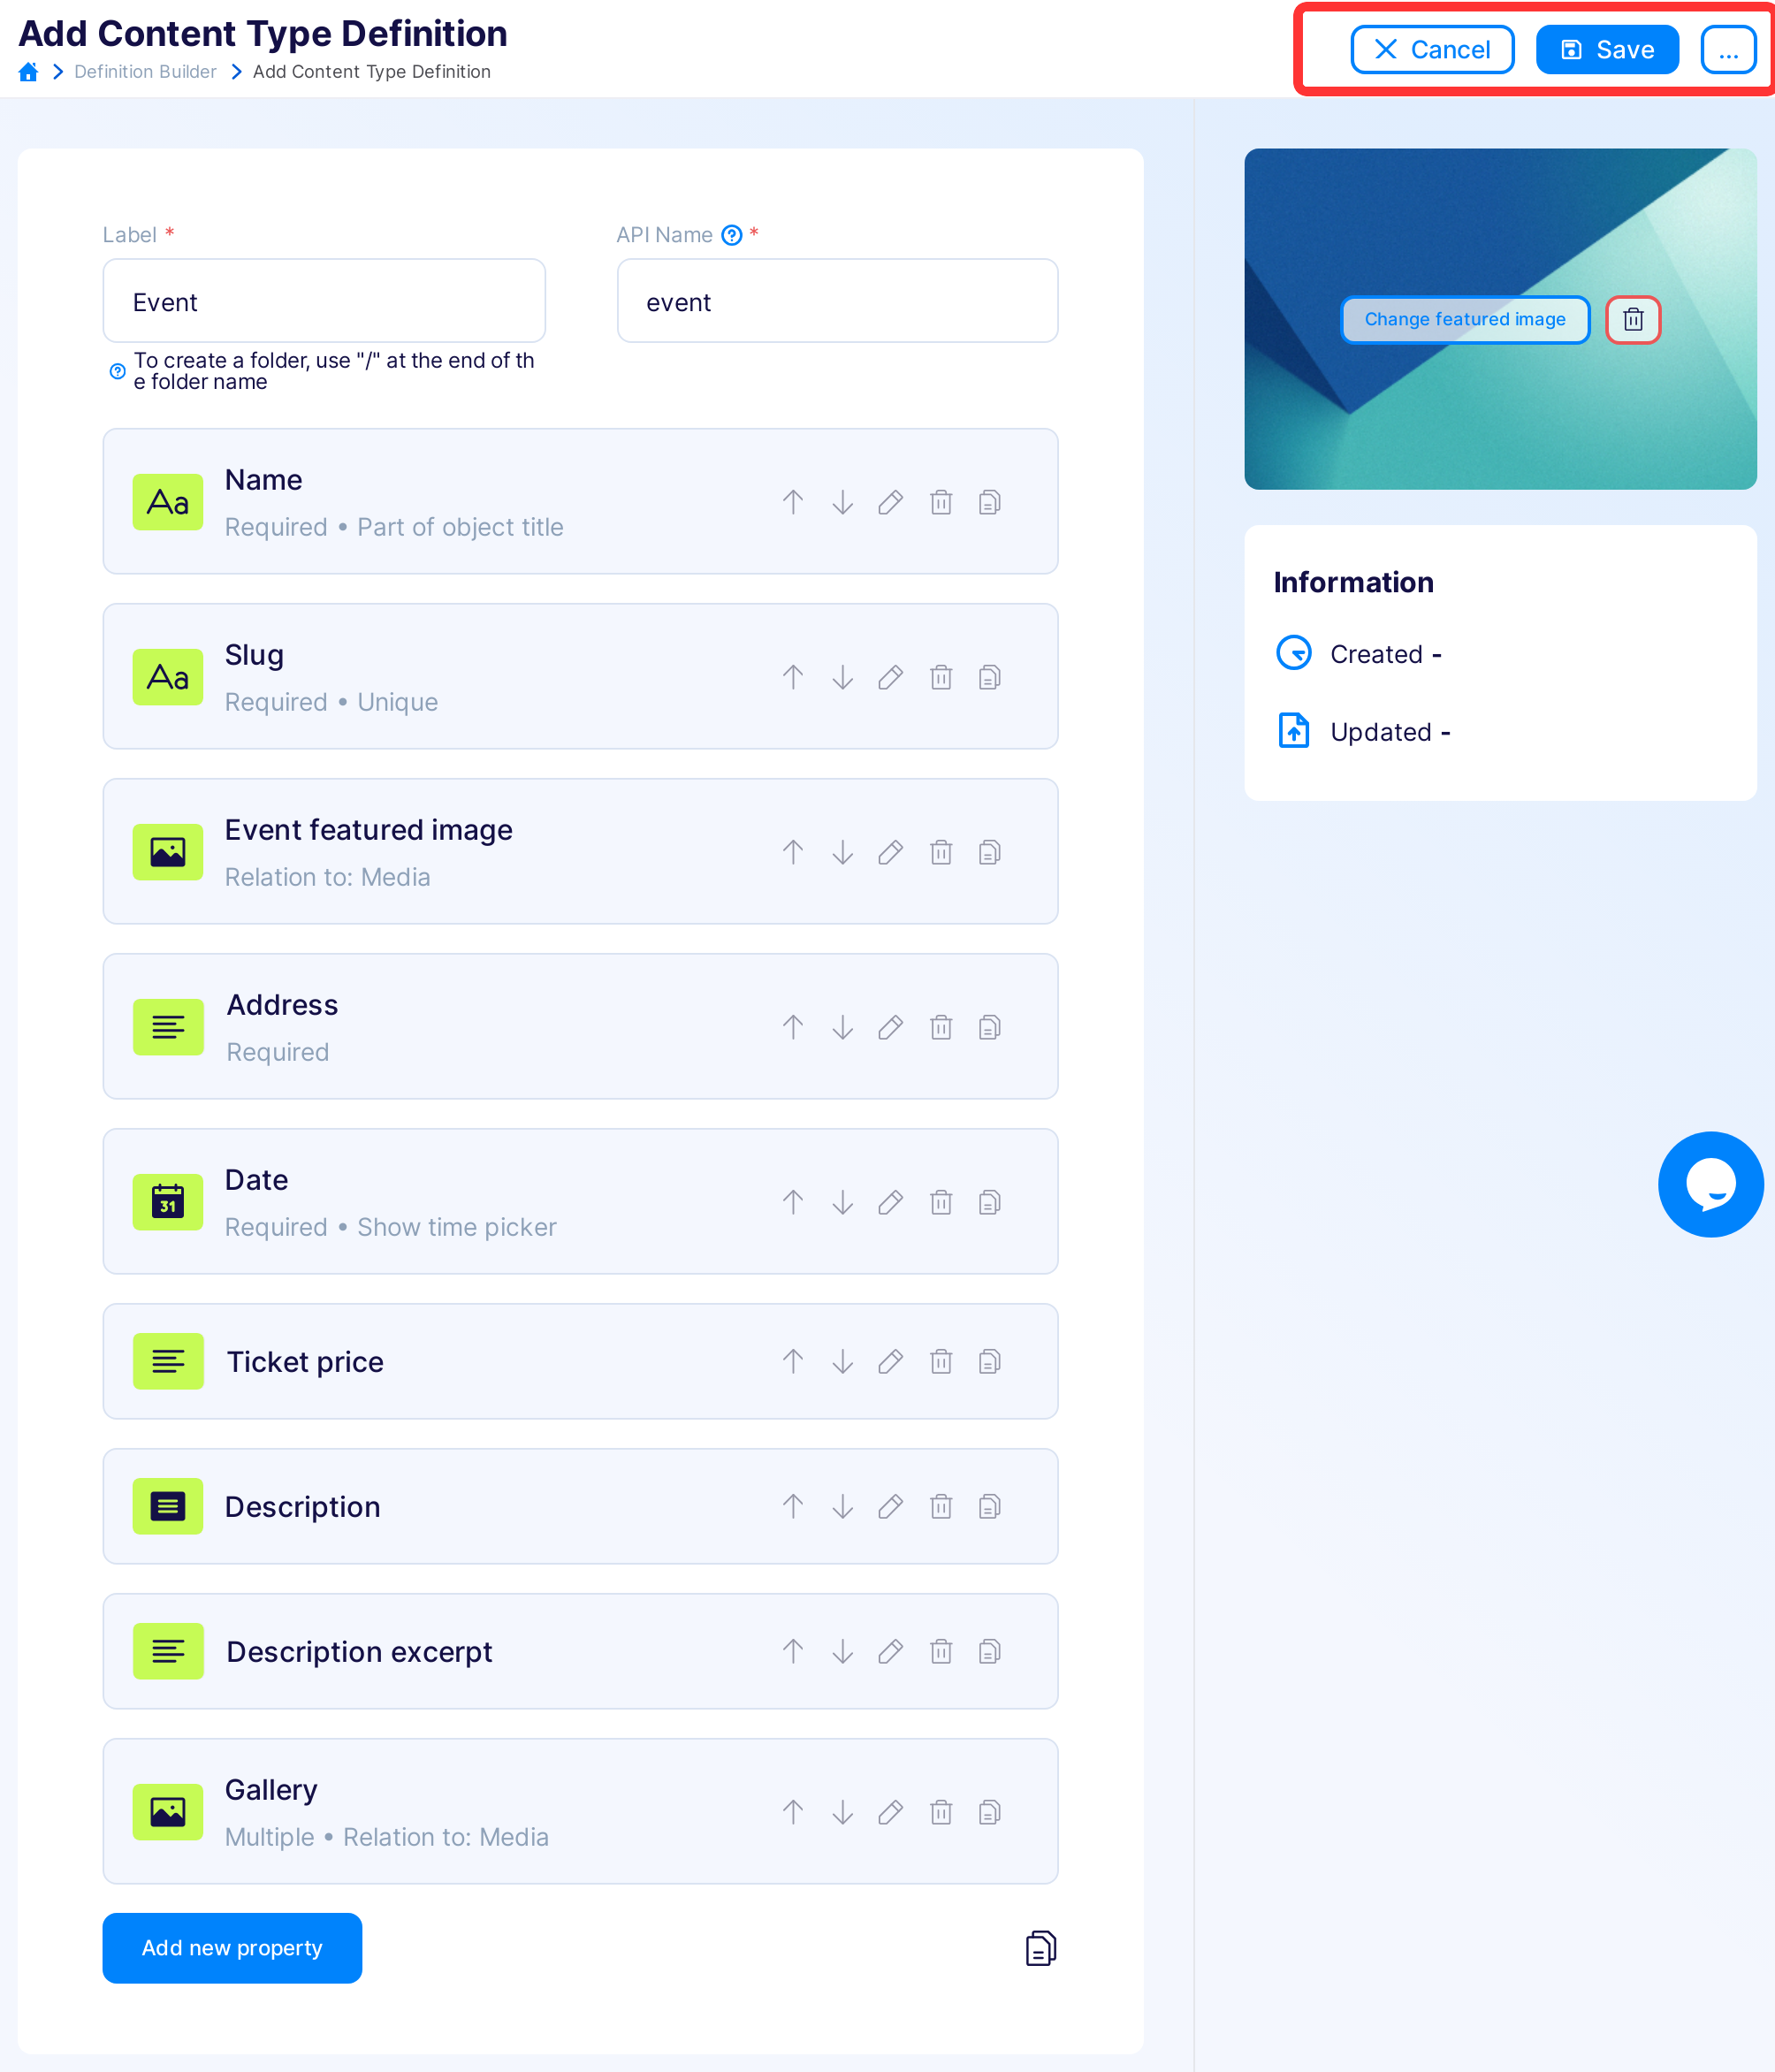 Add Content Type Definition
Cancel
Save
...
Definition Builder
Add Content Type Definition
Label *
API Name ? *
Event
event
? To create a folder, use "/" at the end of th
e folder name
Change featured image
Aa
Name
Required • Part of object title
Aa
Slug
Required • Unique
Event featured image
Relation to: Media
Address
Required
31
Date
Required • Show time picker
Ticket price
Description
Description excerpt
Gallery
Multiple • Relation to: Media
Add new property
Information
Created -
Updated -